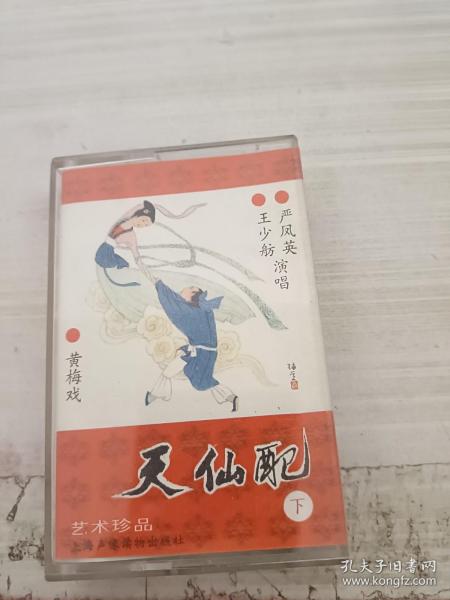 严风英
王少舫 演唱
黄梅戏
天仙配
下
艺术珍品
上海声像读物出版社
孔夫子旧书网
www.kongfz.com